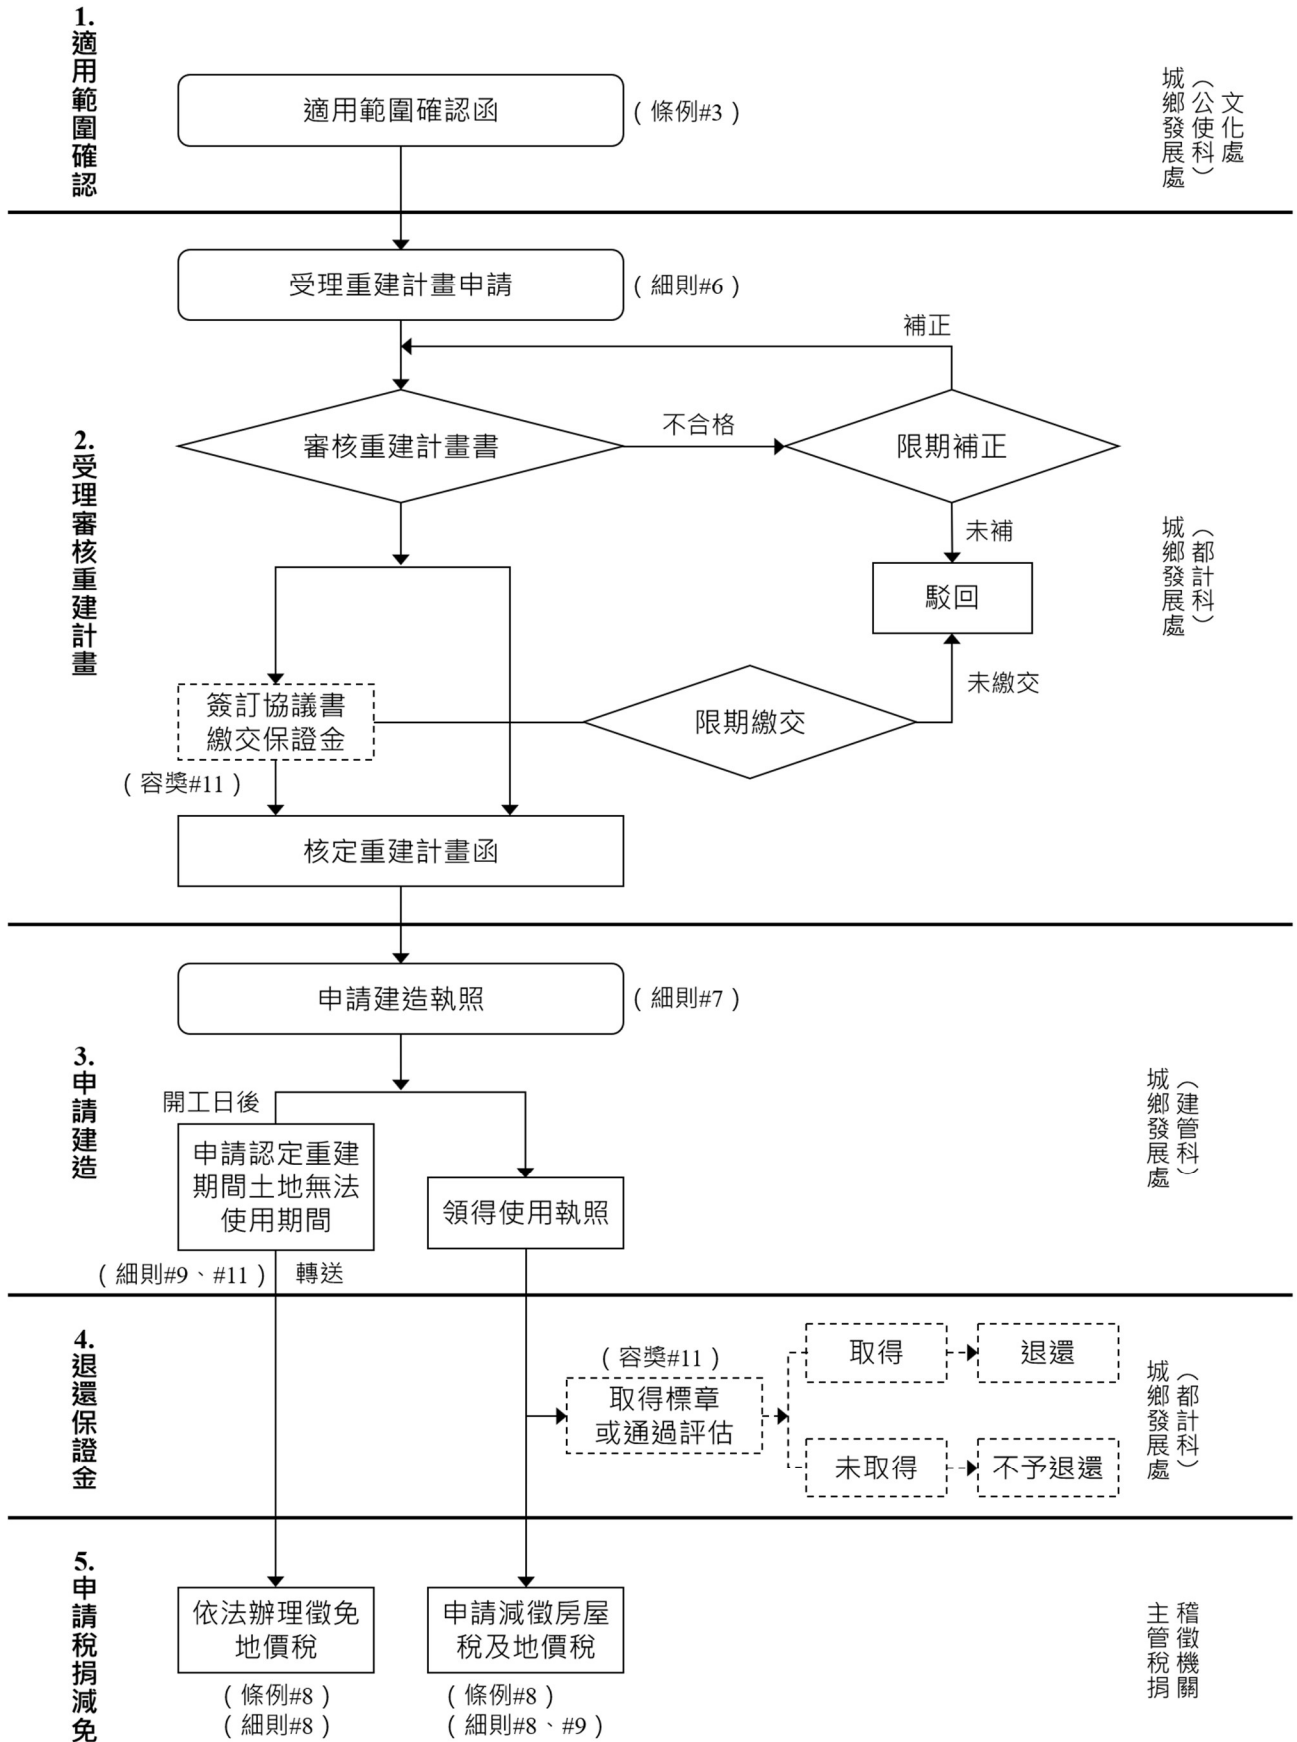 1.適用範圍確認
適用範圍確認函
（條例#3）
城鄉發展處
（公使科）
文化處
2.受理審核重建計畫
受理重建計畫申請
（細則#6）
補正
審核重建計畫書
不合格
限期補正
未補
駁回
城鄉發展處
（都計科）
簽訂協議書
繳交保證金
（容獎#11）
限期繳交
未繳交
核定重建計畫函
3.申請建造
申請建造執照
（細則#7）
開工日後
申請認定重建
期間土地無法
使用期間
領得使用執照
（細則#9、#11）
轉送
城鄉發展處
（建管科）
4.退還保證金
（容獎#11）
取得標章
或通過評估
取得
退還
未取得
不予退還
城鄉發展處
（都計科）
5.申請稅捐減免
依法辦理徵免
地價稅
（條例#8）
（細則#8）
申請減徵房屋
稅及地價稅
（條例#8）
（細則#8、#9）
主管稅捐
稽徵機關